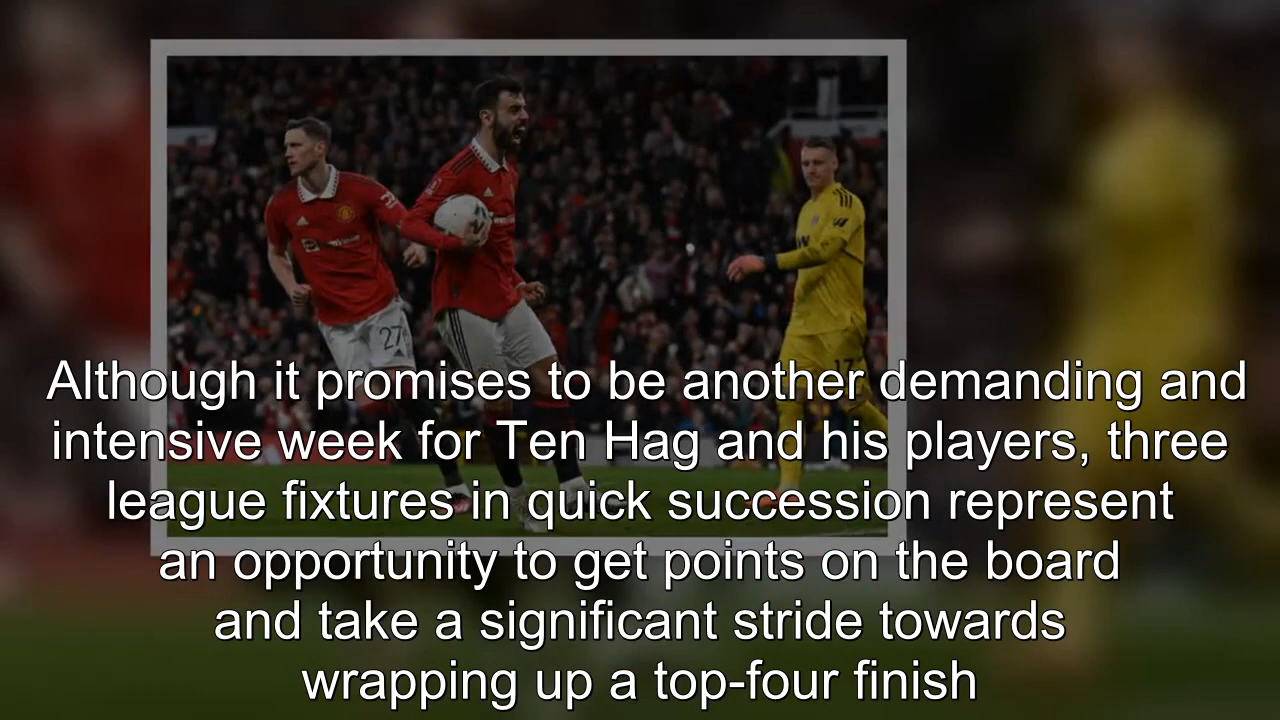 Although it promises to be another demanding and
intensive week for Ten Hag and his players, three
league fixtures in quick succession represent
an opportunity to get points on the board
and take a significant stride towards
wrapping up a top-four finish
27
17